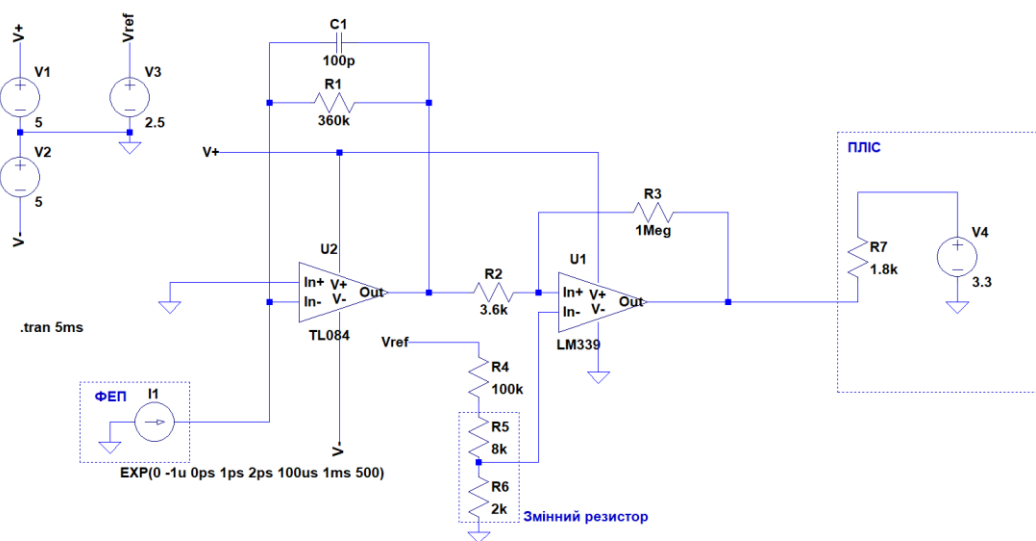 V+
V1
5
V2
5
V-
Vref
V3
2.5
C1
100p
R1
360k
V+
U2
In+
In-
V+
V-
Out
TL084
V-
.tran 5ms
ФЕП
I1
EXP(0 -1u 0ps 1ps 2ps 100us 1ms 500)
R2
3.6k
R3
1Meg
U1
In+
In-
V+
V-
Out
LM339
Vref
R4
100k
R5
8k
R6
2k
Змінний резистор
ПЛІС
R7
1.8k
V4
3.3